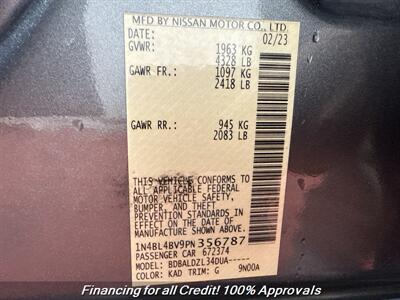 MFD BY NISSAN MOTOR CO., LTD.
DATE: 02/23
GVWR: 1963 KG
4328 LB
GAWR FR.: 1097 KG
2418 LB
GAWR RR.: 945 KG
2083 LB
THIS VEHICLE CONFORMS TO
ALL APPLICABLE FEDERAL
MOTOR VEHICLE SAFETY,
BUMPER, AND THEFT
PREVENTION STANDARDS
IN EFFECT ON THE DATE OF
MANUFACTURE SHOWN ABOVE.
1N4BL4BV9PN356787
PASSENGER CAR 672374
MODEL: BDBALDZL34DUA-----
COLOR: KAD TRIM: G 9N00A
Financing for all Credit! 100% Approvals